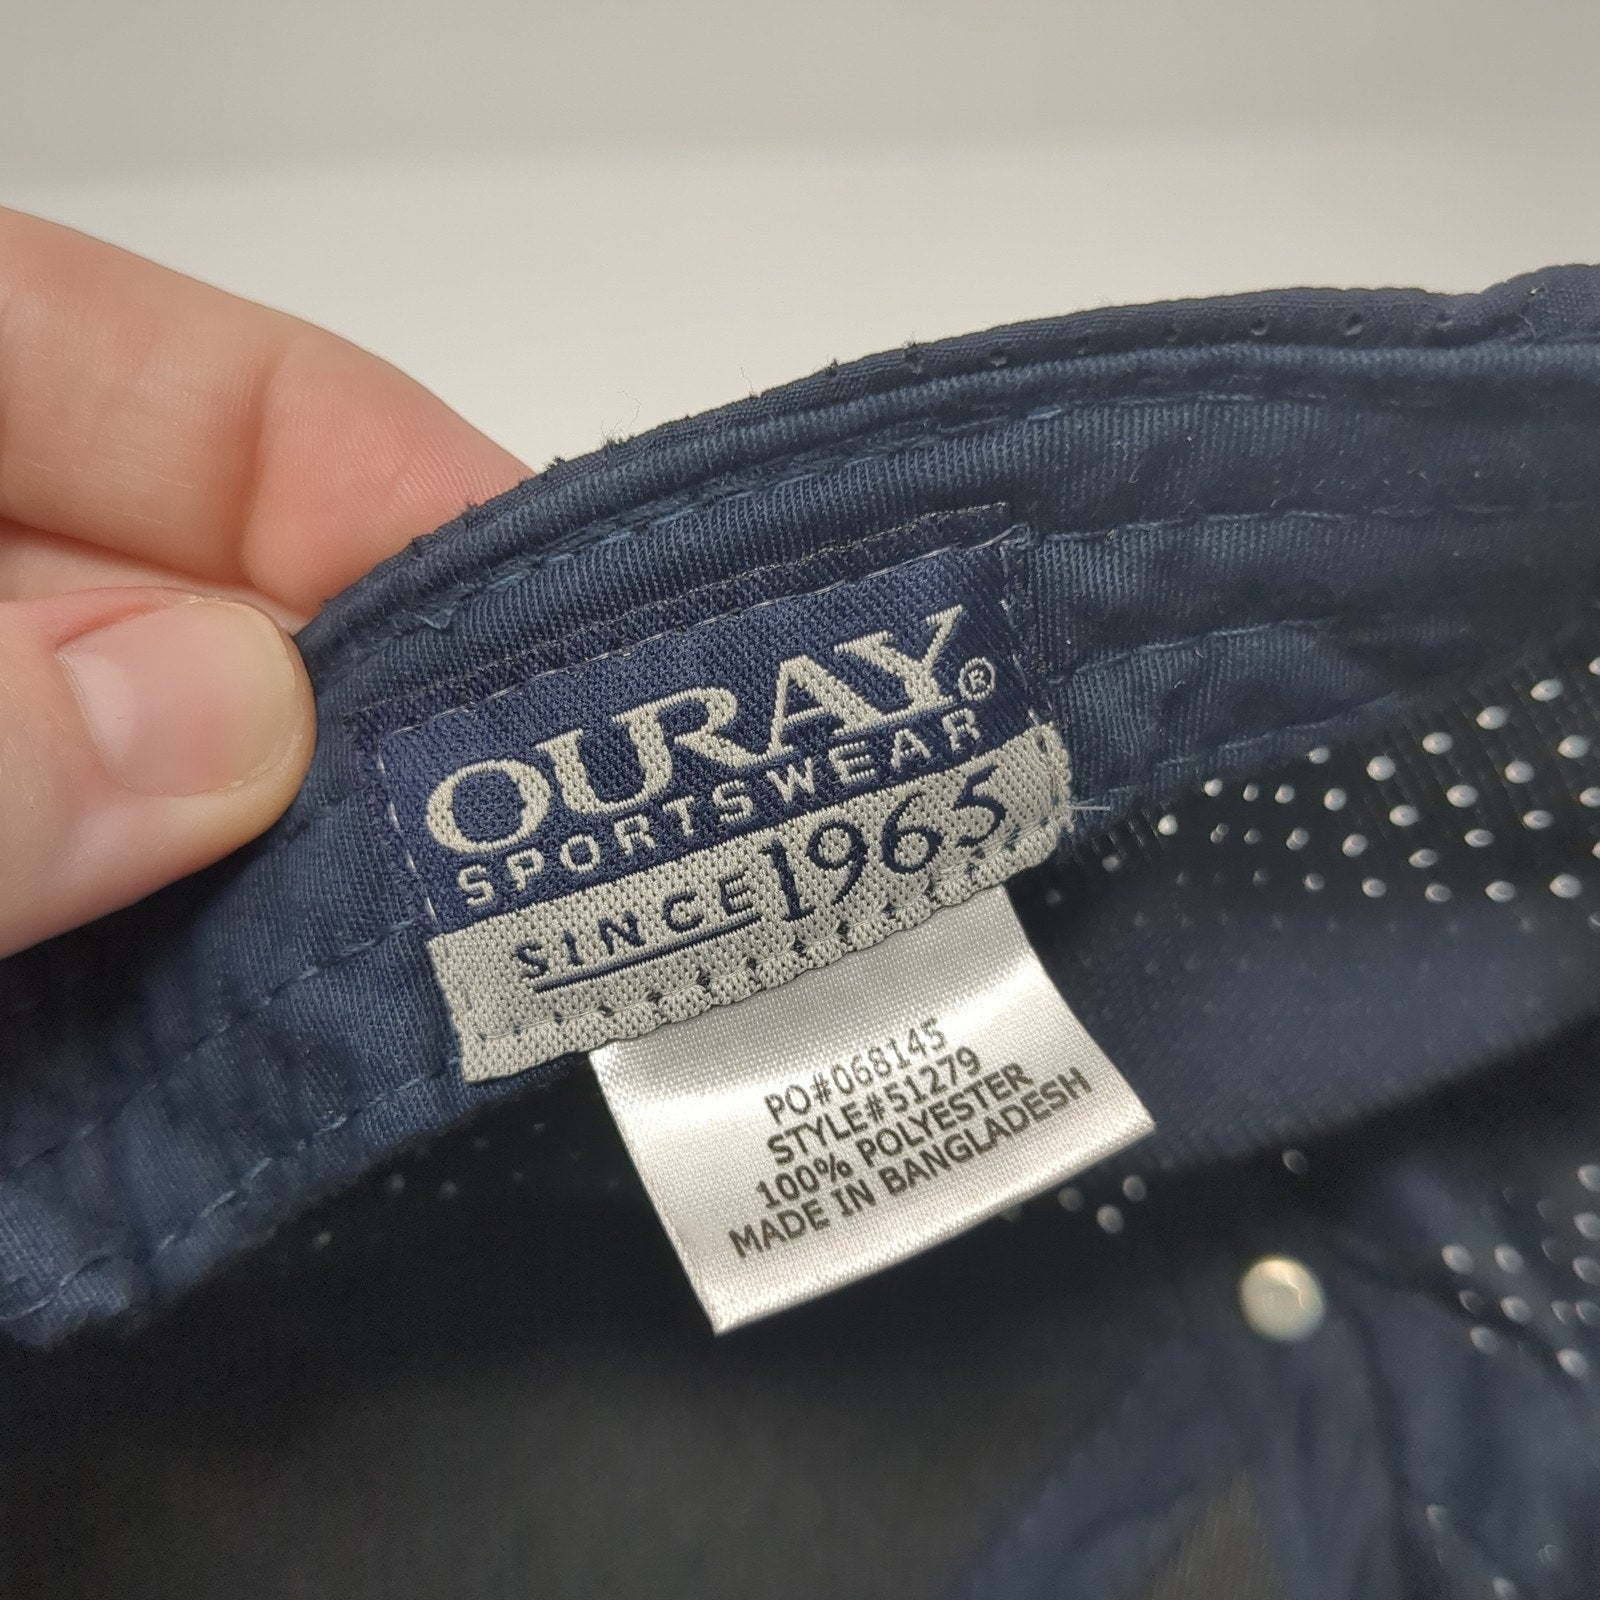 OURAY®
SPORTSWEAR
SINCE 1965
PO#068145
STYLE#51279
100% POLYESTER
MADE IN BANGLADESH